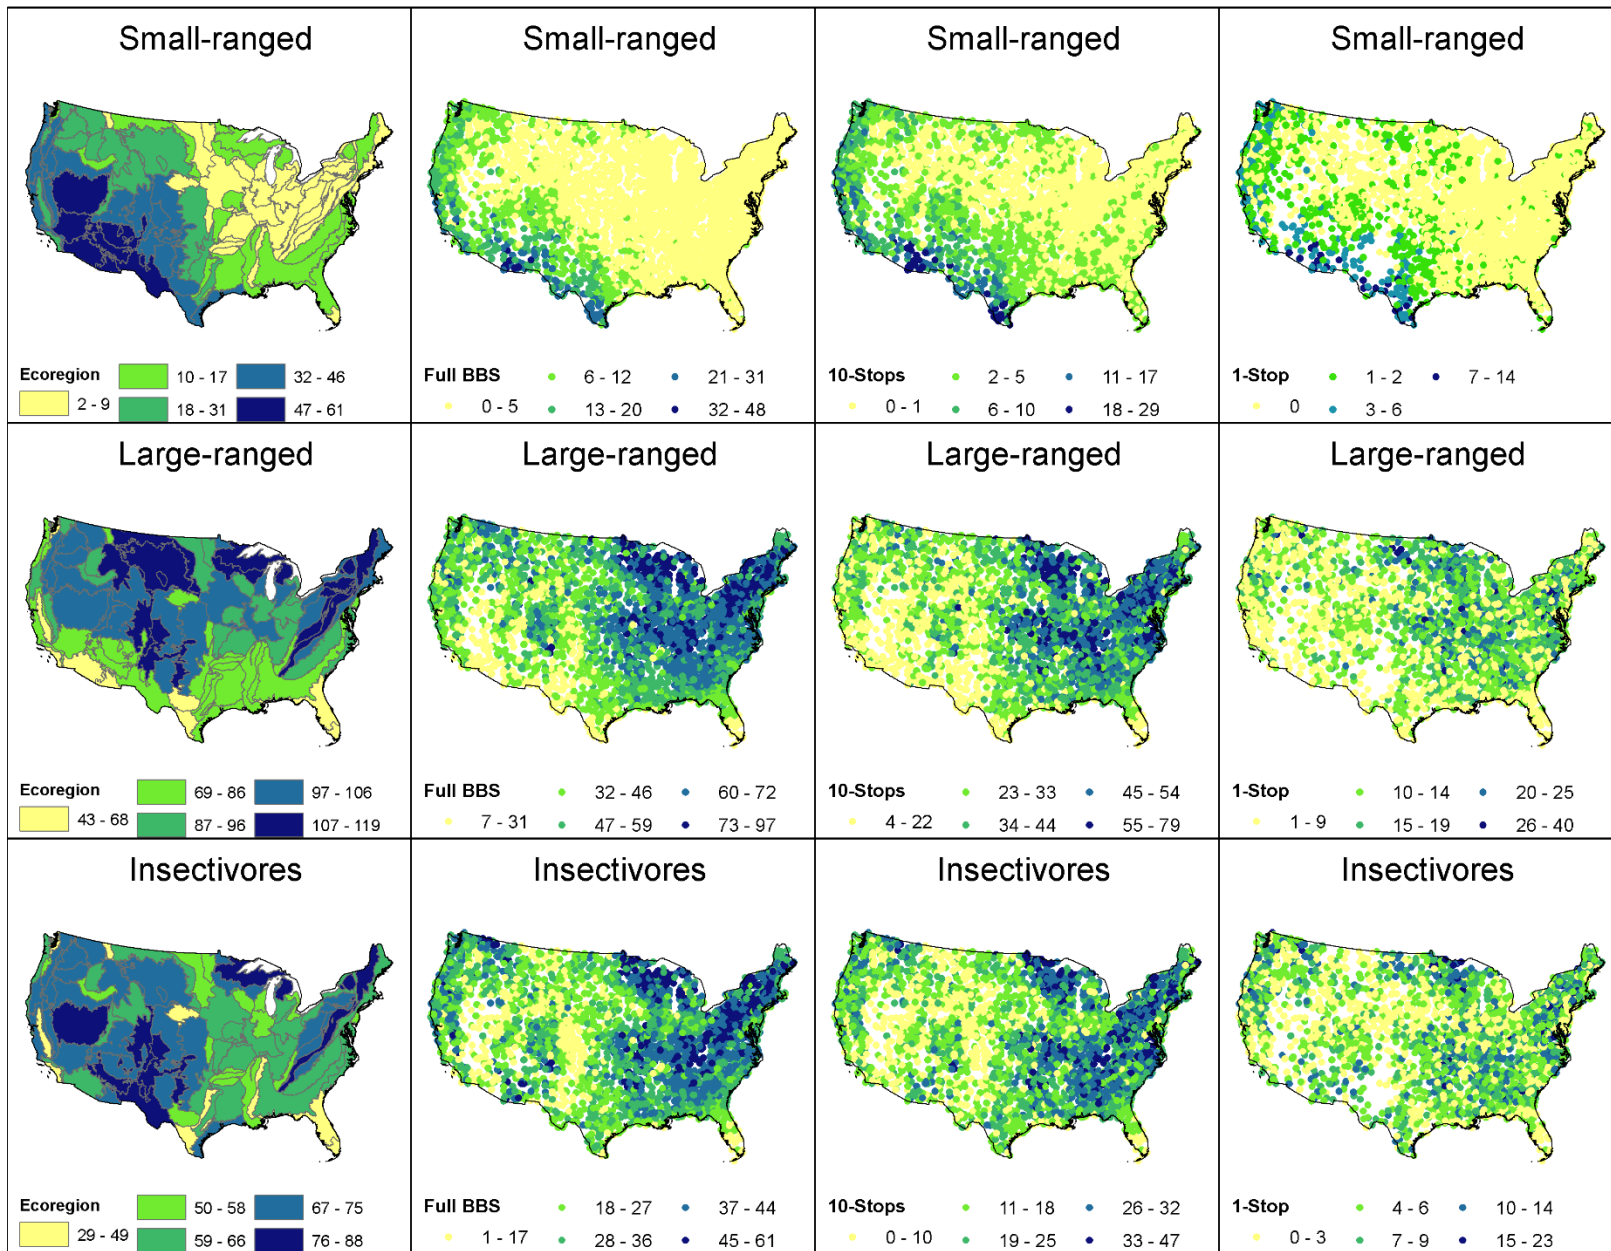 Small-ranged
Small-ranged
Small-ranged
Small-ranged
Ecoregion
10 - 17
32 - 46
2 - 9
18 - 31
47 - 61
Full BBS
6 - 12
21 - 31
0 - 5
13 - 20
32 - 48
10-Stops
2 - 5
11 - 17
0 - 1
6 - 10
18 - 29
1-Stop
1 - 2
7 - 14
0
3 - 6
Large-ranged
Large-ranged
Large-ranged
Large-ranged
Ecoregion
69 - 86
97 - 106
43 - 68
87 - 96
107 - 119
Full BBS
32 - 46
60 - 72
7 - 31
47 - 59
73 - 97
10-Stops
23 - 33
45 - 54
4 - 22
34 - 44
55 - 79
1-Stop
10 - 14
20 - 25
1 - 9
15 - 19
26 - 40
Insectivores
Insectivores
Insectivores
Insectivores
Ecoregion
50 - 58
67 - 75
29 - 49
59 - 66
76 - 88
Full BBS
18 - 27
37 - 44
1 - 17
28 - 36
45 - 61
10-Stops
11 - 18
26 - 32
0 - 10
19 - 25
33 - 47
1-Stop
4 - 6
10 - 14
0 - 3
7 - 9
15 - 23